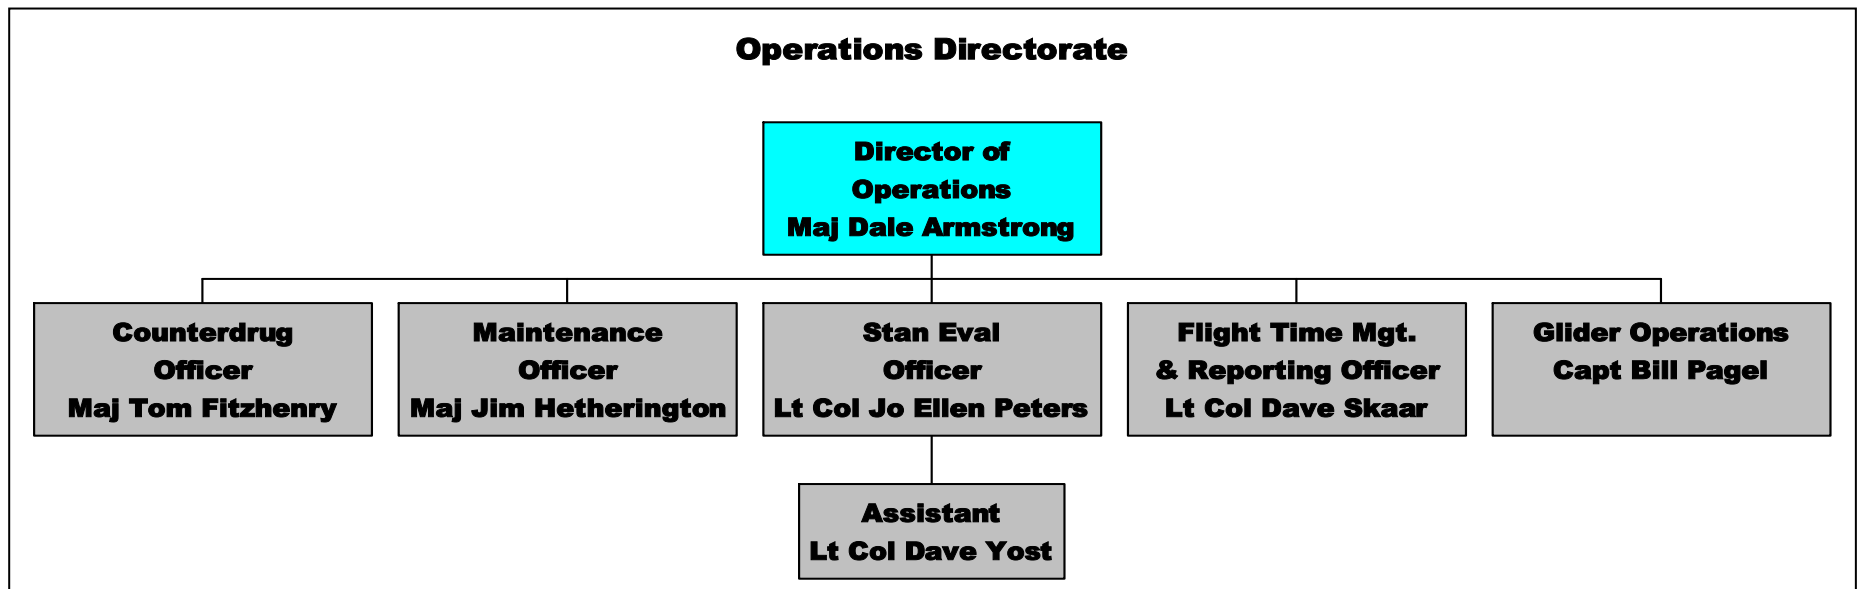 Operations Directorate
Director of
Operations
Maj Dale Armstrong
Counterdrug
Officer
Maj Tom Fitzhenry
Maintenance
Officer
Maj Jim Hetherington
Stan Eval
Officer
Lt Col Jo Ellen Peters
Flight Time Mgt.
& Reporting Officer
Lt Col Dave Skaar
Glider Operations
Capt Bill Pagel
Assistant
Lt Col Dave Yost